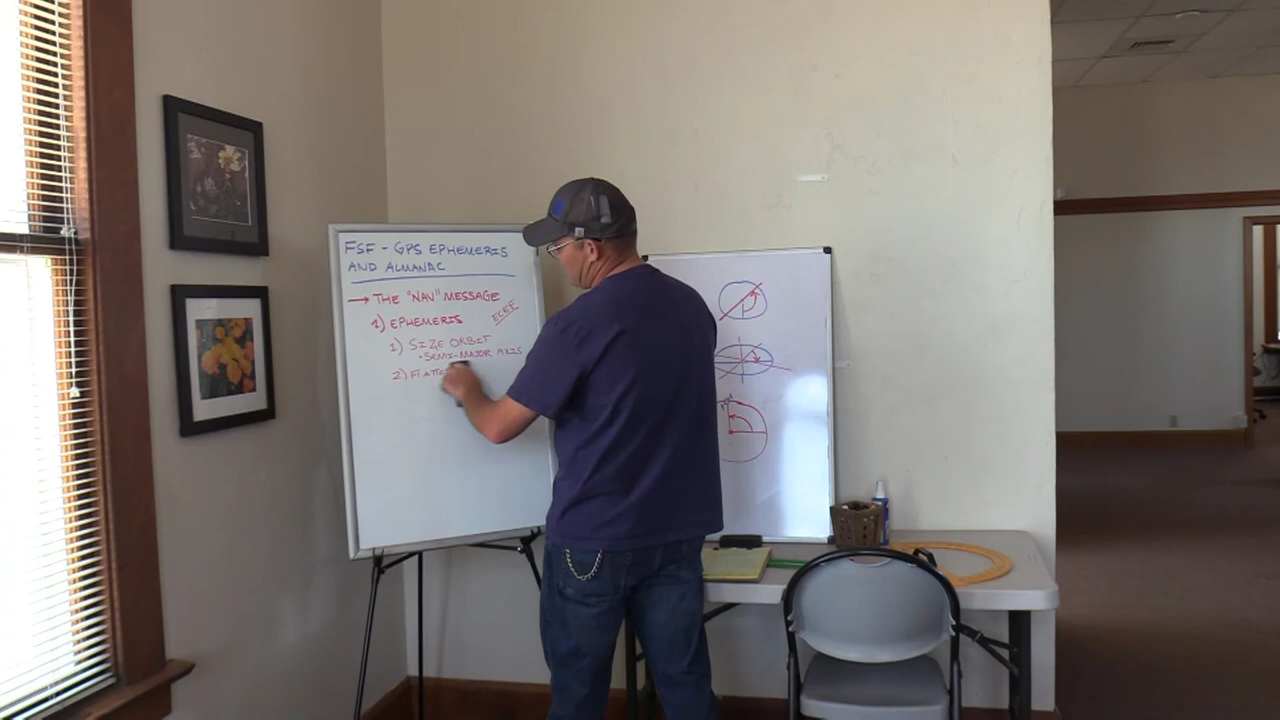 FSF - GPS EPHEMERIS
AND ALMANAC
→ THE "NAV" MESSAGE
1) EPHEMERIS
ECEF
1) SIZE ORBIT
• SEMI-MAJOR AXIS
2)